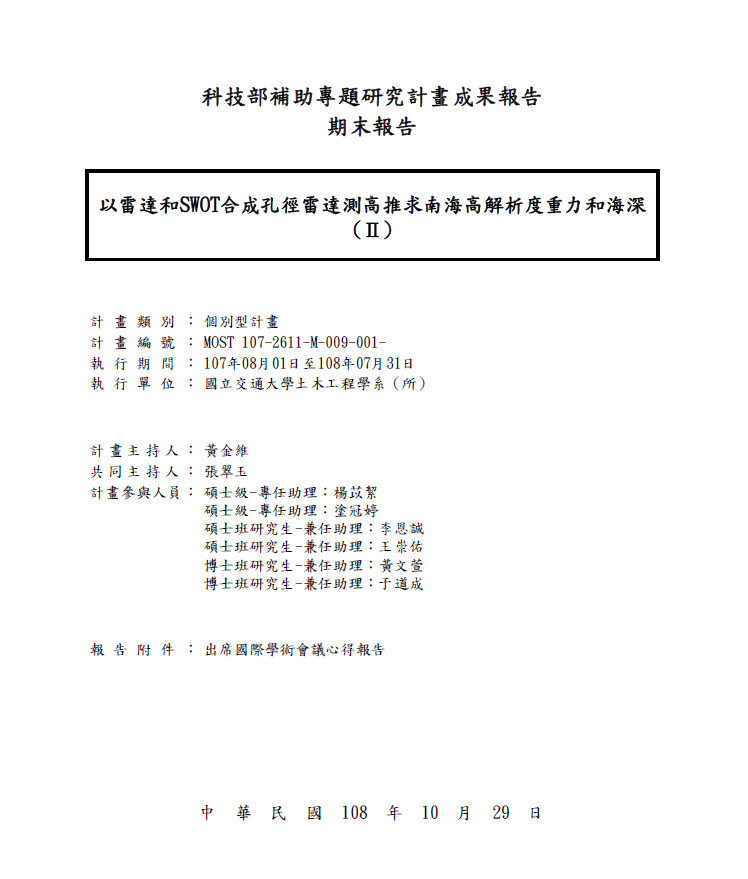 科技部補助專題研究計畫成果報告
期末報告
以雷達和SWOT合成孔徑雷達測高推求南海高解析度重力和海深
（Ⅱ）
計畫類別：個別型計畫
計畫編號：MOST 107-2611-M-009-001-
執行期間：107年08月01日至108年07月31日
執行單位：國立交通大學土木工程學系（所）
計畫主持人：黃金維
共同主持人：張翠玉
計畫參與人員：碩士級-專任助理：楊苡絜
碩士級-專任助理：塗冠婷
碩士班研究生-兼任助理：李恩誠
碩士班研究生-兼任助理：王崇佑
博士班研究生-兼任助理：黃文萱
博士班研究生-兼任助理：于道成
報告附件：出席國際學術會議心得報告
中華民國108年10月29日